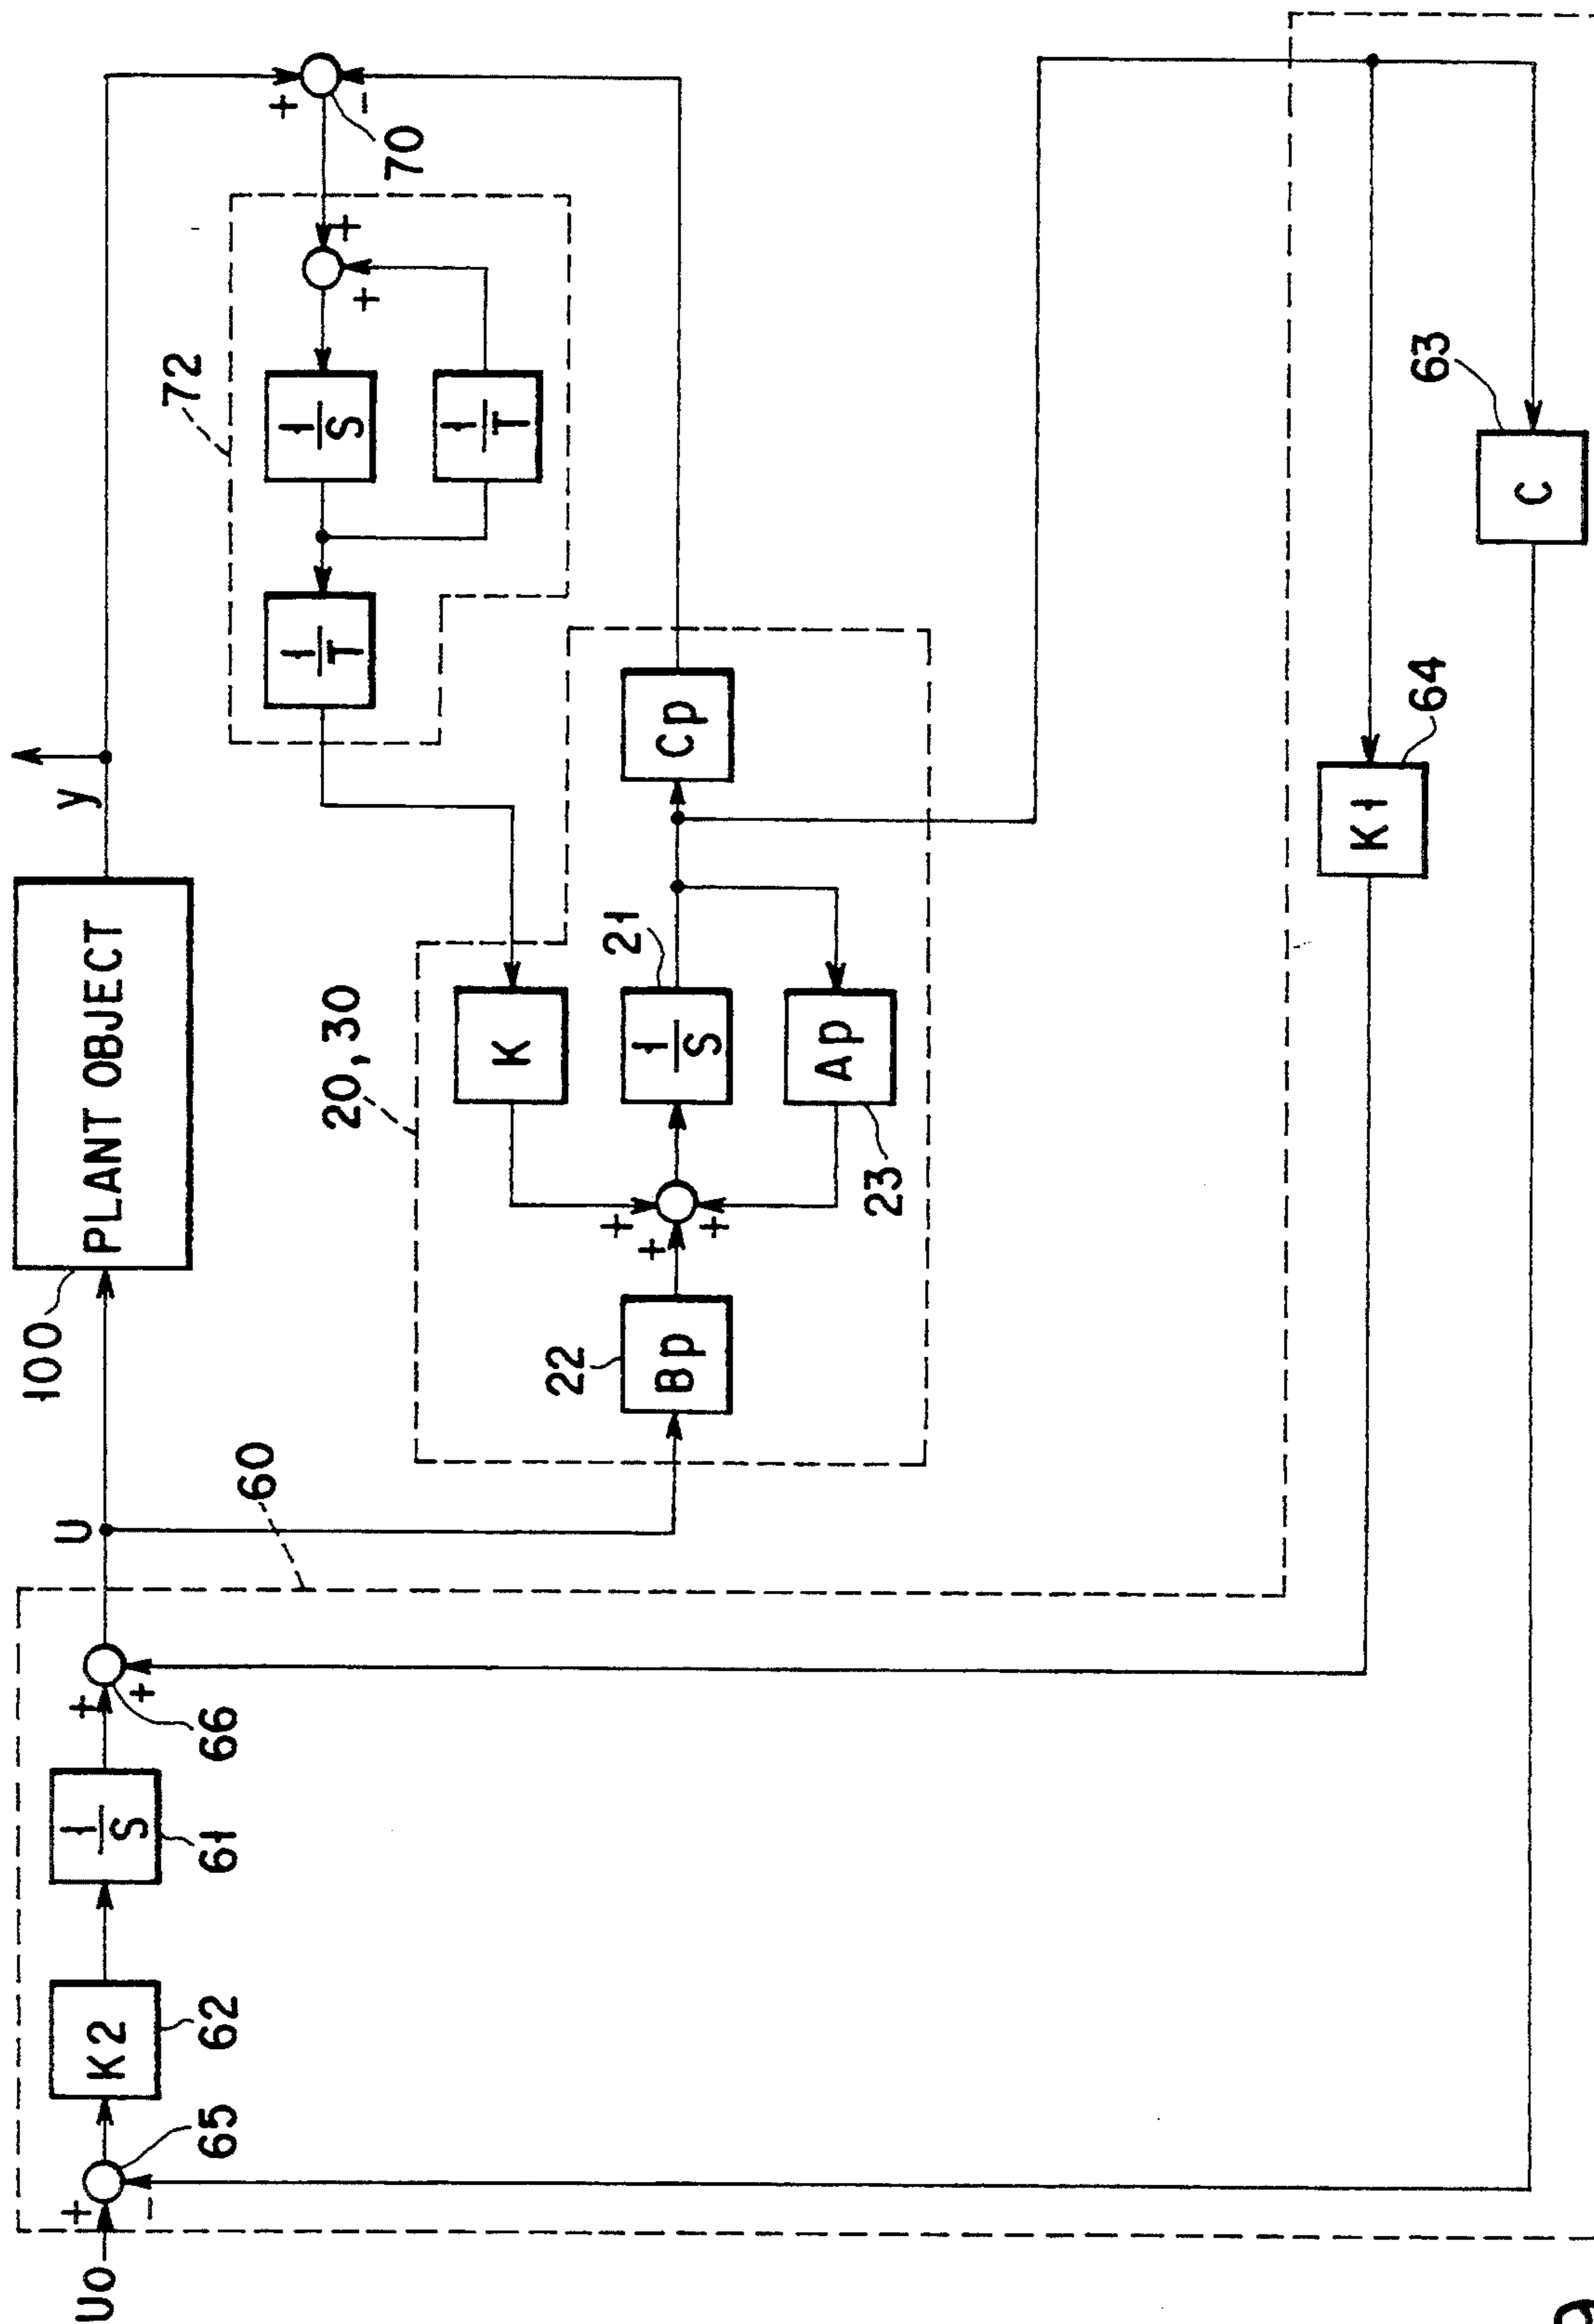 Uo
+
−
65
K2
62
1/S
61
+
+
66
60
U
100
PLANT OBJECT
y
+
−
70
72
+
+
1/S
1/T
1/T
20, 30
22
Bp
+
+
+
K
1/S
21
Ap
23
Cp
K1
64
C
63